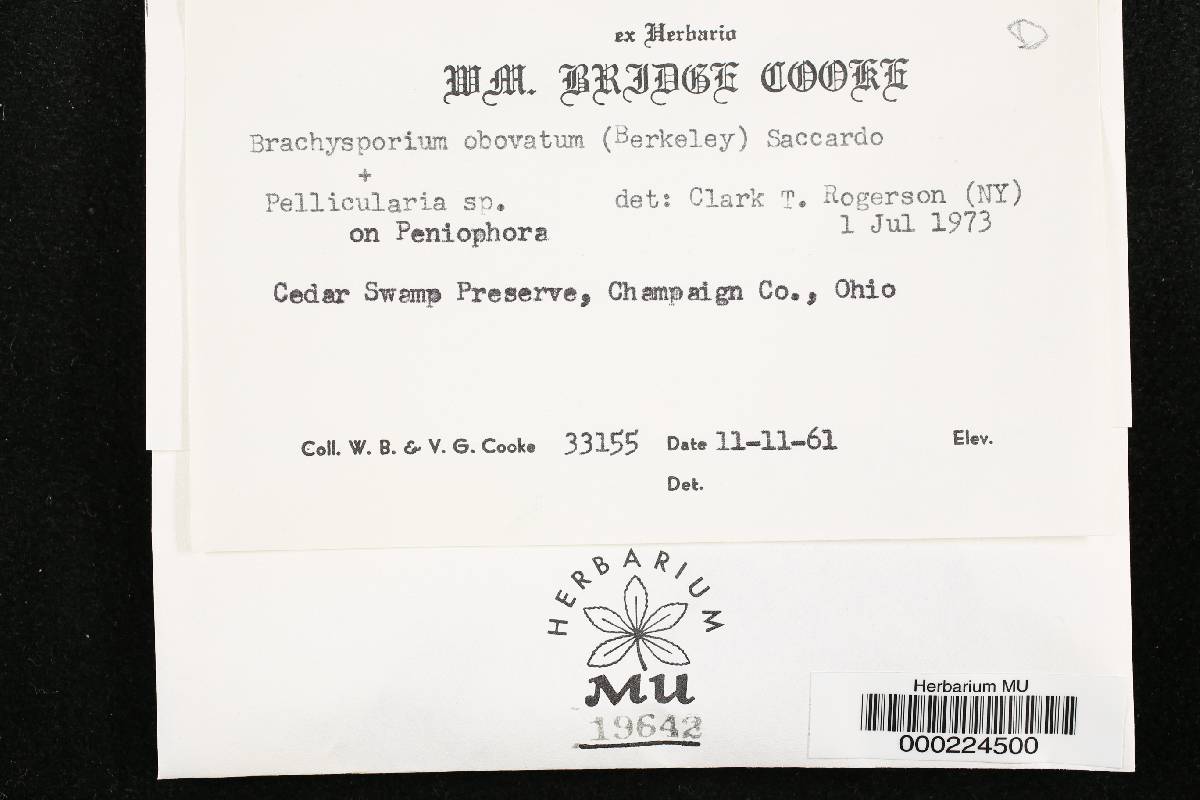 ex Herbario
WM. BRIDGE COOKE
Brachysporium obovatum (Berkeley) Saccardo
+
Pellicularia sp. det: Clark T. Rogerson (NY)
on Peniophora 1 Jul 1973
Cedar Swamp Preserve, Champaign Co., Ohio
Coll. W. B. & V. G. Cooke 33155 Date 11-11-61 Elev.
Det.
HERBARIUM
MU
19642
Herbarium MU
000224500